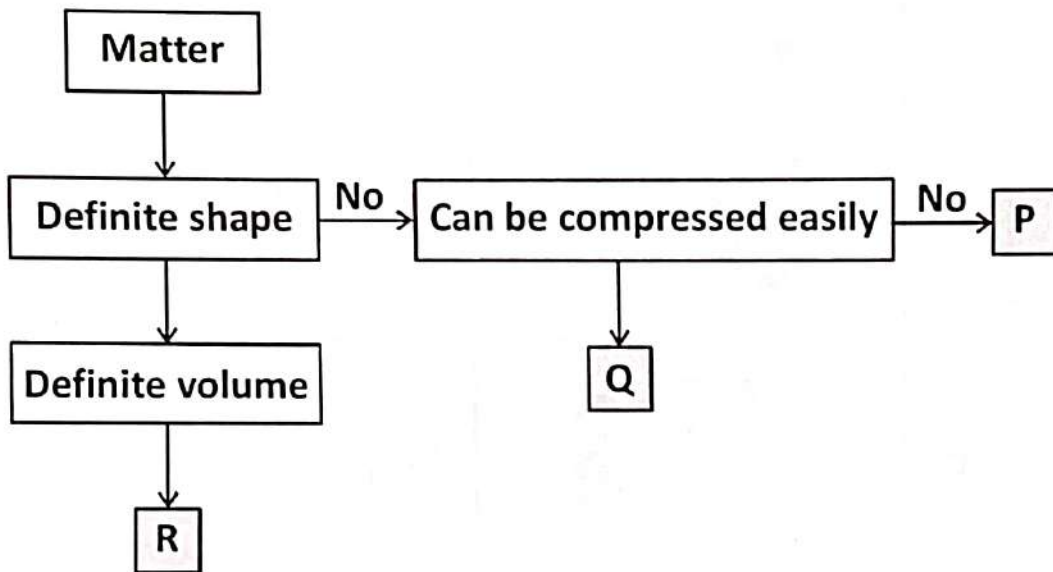 Matter
Definite shape
No
Can be compressed easily
No
P
Definite volume
Q
R